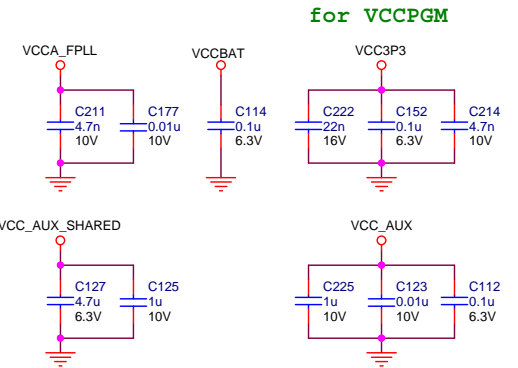 for VCCPGM
VCCA_FPLL
VCCBAT
VCC3P3
C211
4.7n
10V
C177
0.01u
10V
C114
0.1u
6.3V
C222
22n
16V
C152
0.1u
6.3V
C214
4.7n
10V
VCC_AUX_SHARED
VCC_AUX
C127
4.7u
6.3V
C125
1u
10V
C225
1u
10V
C123
0.01u
10V
C112
0.1u
6.3V